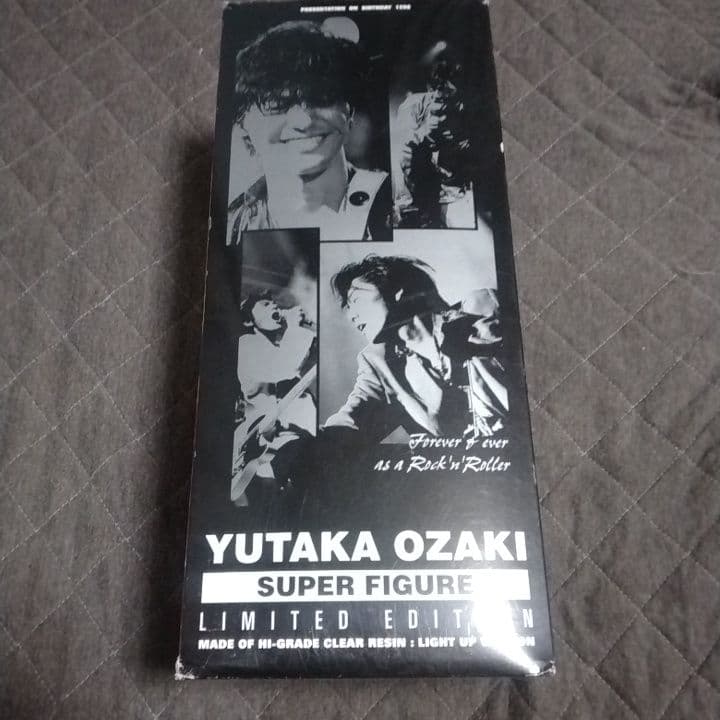 PRESENTATION ON BIRTHDAY 1998
Forever & ever
as a Rock'n'Roller
YUTAKA OZAKI
SUPER FIGURE
LIMITED EDITION
MADE OF HI-GRADE CLEAR RESIN : LIGHT UP VERSION